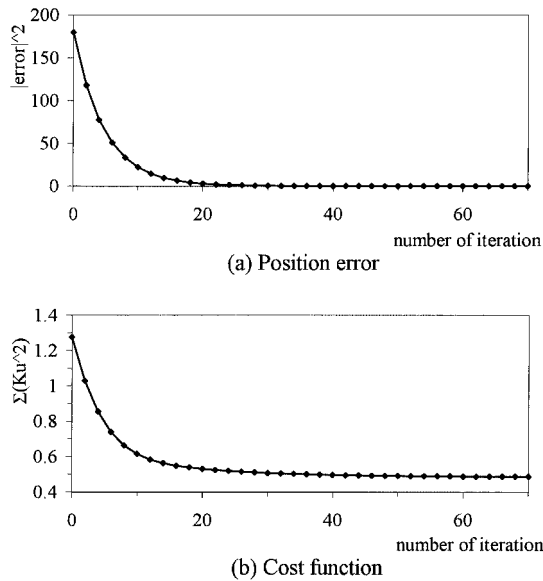 200
150
100
50
0
|error|^2
0 20 40 60
number of iteration
(a) Position error
1.4
1.2
1
0.8
0.6
0.4
Σ(Ku^2)
0 20 40 60
number of iteration
(b) Cost function